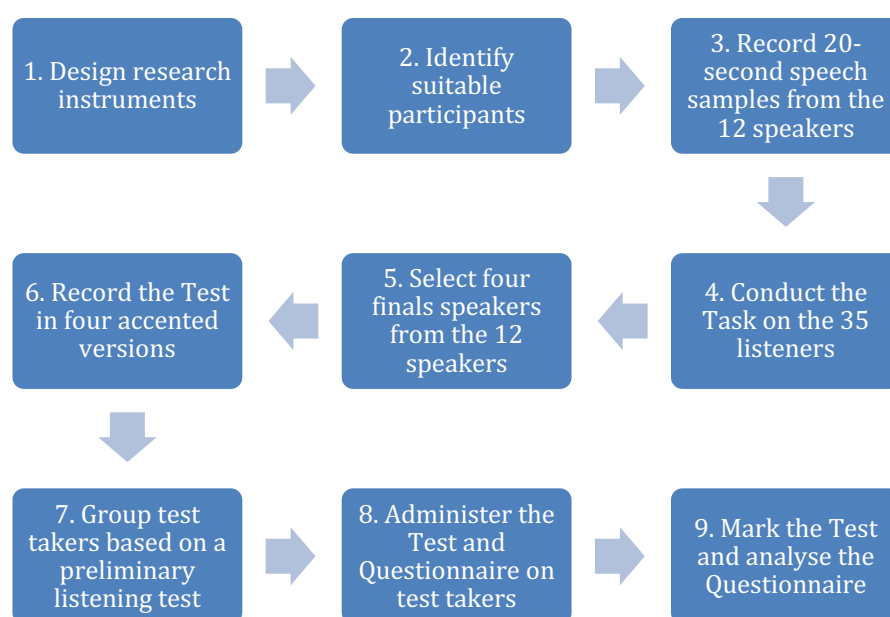 1. Design research
instruments
2. Identify
suitable
participants
3. Record 20-
second speech
samples from the
12 speakers
4. Conduct the
Task on the 35
listeners
5. Select four
finals speakers
from the 12
speakers
6. Record the Test
in four accented
versions
7. Group test
takers based on a
preliminary
listening test
8. Administer the
Test and
Questionnaire on
test takers
9. Mark the Test
and analyse the
Questionnaire